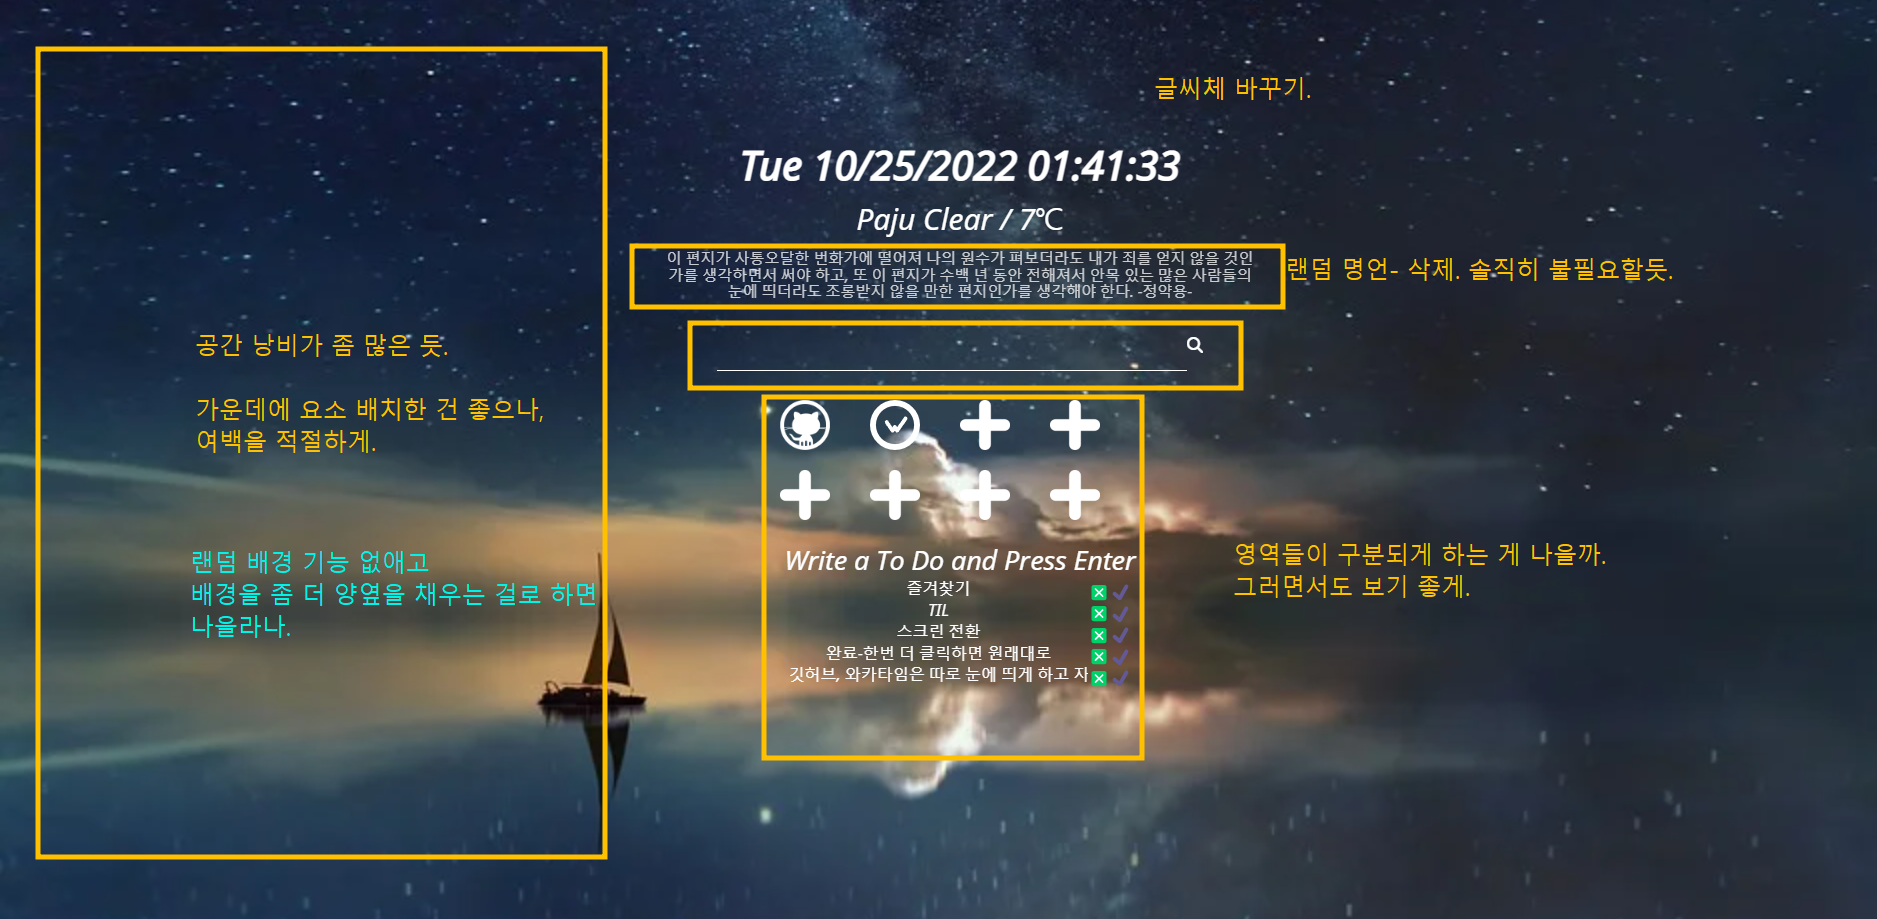 글씨체 바꾸기.
Tue 10/25/2022 01:41:33
Paju Clear / 7℃
이 편지가 사통오달한 번화가에 떨어져 나의 원수가 펴보더라도 내가 죄를 얻지 않을 것인
가를 생각하면서 써야 하고, 또 이 편지가 수백 년 동안 전해져서 안목 있는 많은 사람들의
눈에 띄더라도 조롱받지 않을 만한 편지인가를 생각해야 한다. -정약용-
랜덤 명언- 삭제. 솔직히 불필요할듯.
공간 낭비가 좀 많은 듯.
가운데에 요소 배치한 건 좋으나,
여백을 적절하게.
랜덤 배경 기능 없애고
배경을 좀 더 양옆을 채우는 걸로 하면
나을라나.
Write a To Do and Press Enter
즐겨찾기
TIL
스크린 전환
완료-한번 더 클릭하면 원래대로
깃허브, 와카타임은 따로 눈에 띄게 하고 자
영역들이 구분되게 하는 게 나을까.
그러면서도 보기 좋게.